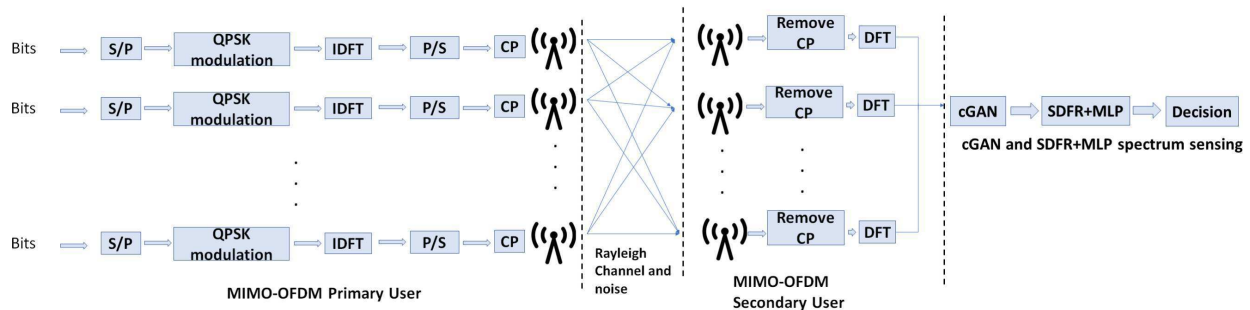 Bits
S/P
QPSK
modulation
IDFT
P/S
CP
Remove
CP
DFT
Bits
S/P
QPSK
modulation
IDFT
P/S
CP
Remove
CP
DFT
cGAN
SDFR+MLP
Decision
cGAN and SDFR+MLP spectrum sensing
Bits
S/P
QPSK
modulation
IDFT
P/S
CP
Remove
CP
DFT
Rayleigh
Channel and
noise
MIMO-OFDM Primary User
MIMO-OFDM
Secondary User